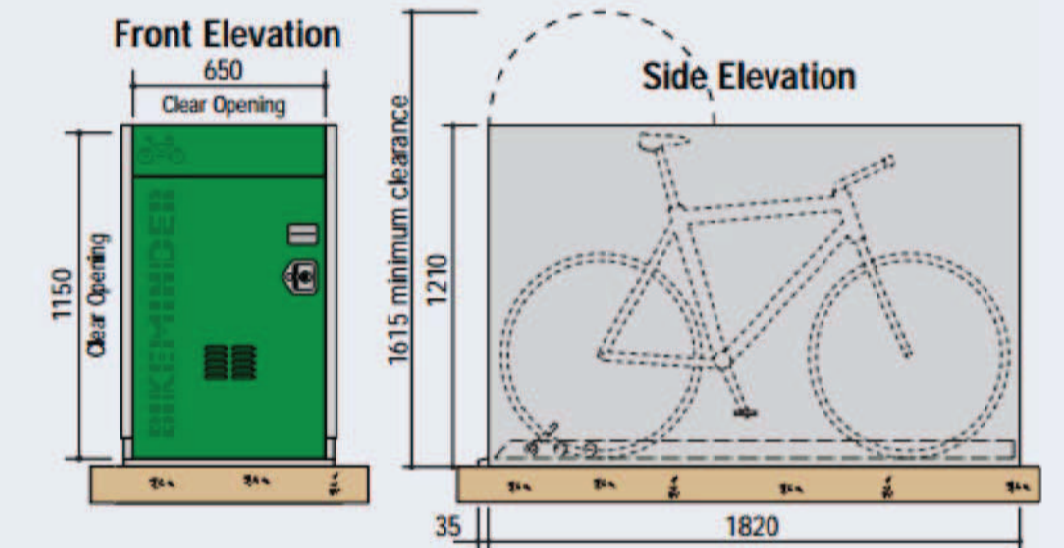 Front Elevation
650
Clear Opening
1150
Clear Opening
BIKEMINDER
Side Elevation
1615 minimum clearance
1210
35
1820